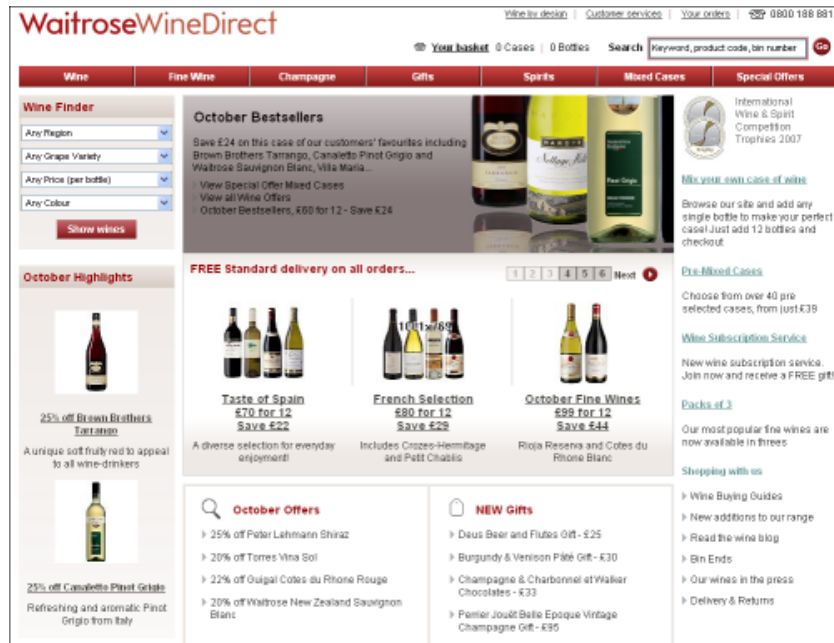 WaitroseWineDirect
Wine by design | Customer services | Your orders | 0800 188 881
Your basket 0 Cases | 0 Bottles Search Keyword, product code, bin number Go
Wine Fine Wine Champagne Gifts Spirits Mixed Cases Special Offers
Wine Finder
Any Region
Any Grape Variety
Any Price (per bottle)
Any Colour
Show wines
October Highlights
25% off Brown Brothers
Tarrango
A unique soft fruity red to appeal
to all wine-drinkers
25% off Canaletto Pinot Grigio
Refreshing and aromatic Pinot
Grigio from Italy
October Bestsellers
Save £24 on this case of our customers' favourites including
Brown Brothers Tarrango, Canaletto Pinot Grigio and
Waitrose Sauvignon Blanc, Villa Maria...
View Special Offer Mixed Cases
View all Wine Offers
October Bestsellers, £60 for 12 - Save £24
TARRANGO
Pinot Grigio
FREE Standard delivery on all orders...
1 2 3 4 5 6 Next
Taste of Spain
£70 for 12
Save £22
A diverse selection for everyday
enjoyment!
French Selection
£80 for 12
Save £29
Includes Crozes-Hermitage
and Petit Chablis
October Fine Wines
£99 for 12
Save £44
Rioja Reserva and Cotes du
Rhone Blanc
October Offers
25% off Peter Lehmann Shiraz
20% off Torres Vina Sol
22% off Guigal Cotes du Rhone Rouge
20% off Waitrose New Zealand Sauvignon
Blanc
NEW Gifts
Deus Beer and Flutes Gift - £25
Burgundy & Venison Pâté Gift - £30
Champagne & Charbonnel et Walker
Chocolates - £33
Perrier Jouët Belle Epoque Vintage
Champagne Gift - £95
International
Wine & Spirit
Competition
Trophies 2007
Mix your own case of wine
Browse our site and add any
single bottle to make your perfect
case! Just add 12 bottles and
checkout
Pre-Mixed Cases
Choose from over 40 pre
selected cases, from just £39
Wine Subscription Service
New wine subscription service.
Join now and receive a FREE gift!
Packs of 3
Our most popular fine wines are
now available in threes
Shopping with us
Wine Buying Guides
New additions to our range
Read the wine blog
Bin Ends
Our wines in the press
Delivery & Returns